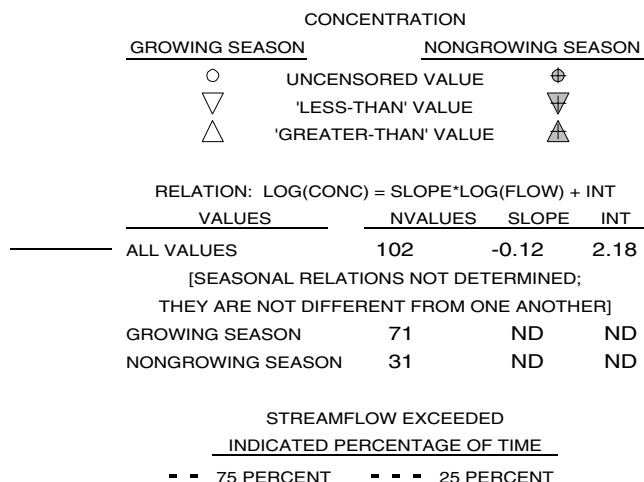 CONCENTRATION
GROWING SEASON NONGROWING SEASON
UNCENSORED VALUE
'LESS-THAN' VALUE
'GREATER-THAN' VALUE
RELATION: LOG(CONC) = SLOPE*LOG(FLOW) + INT
VALUES NVALUES SLOPE INT
ALL VALUES 102 -0.12 2.18
[SEASONAL RELATIONS NOT DETERMINED;
THEY ARE NOT DIFFERENT FROM ONE ANOTHER]
GROWING SEASON 71 ND ND
NONGROWING SEASON 31 ND ND
STREAMFLOW EXCEEDED
INDICATED PERCENTAGE OF TIME
75 PERCENT 25 PERCENT